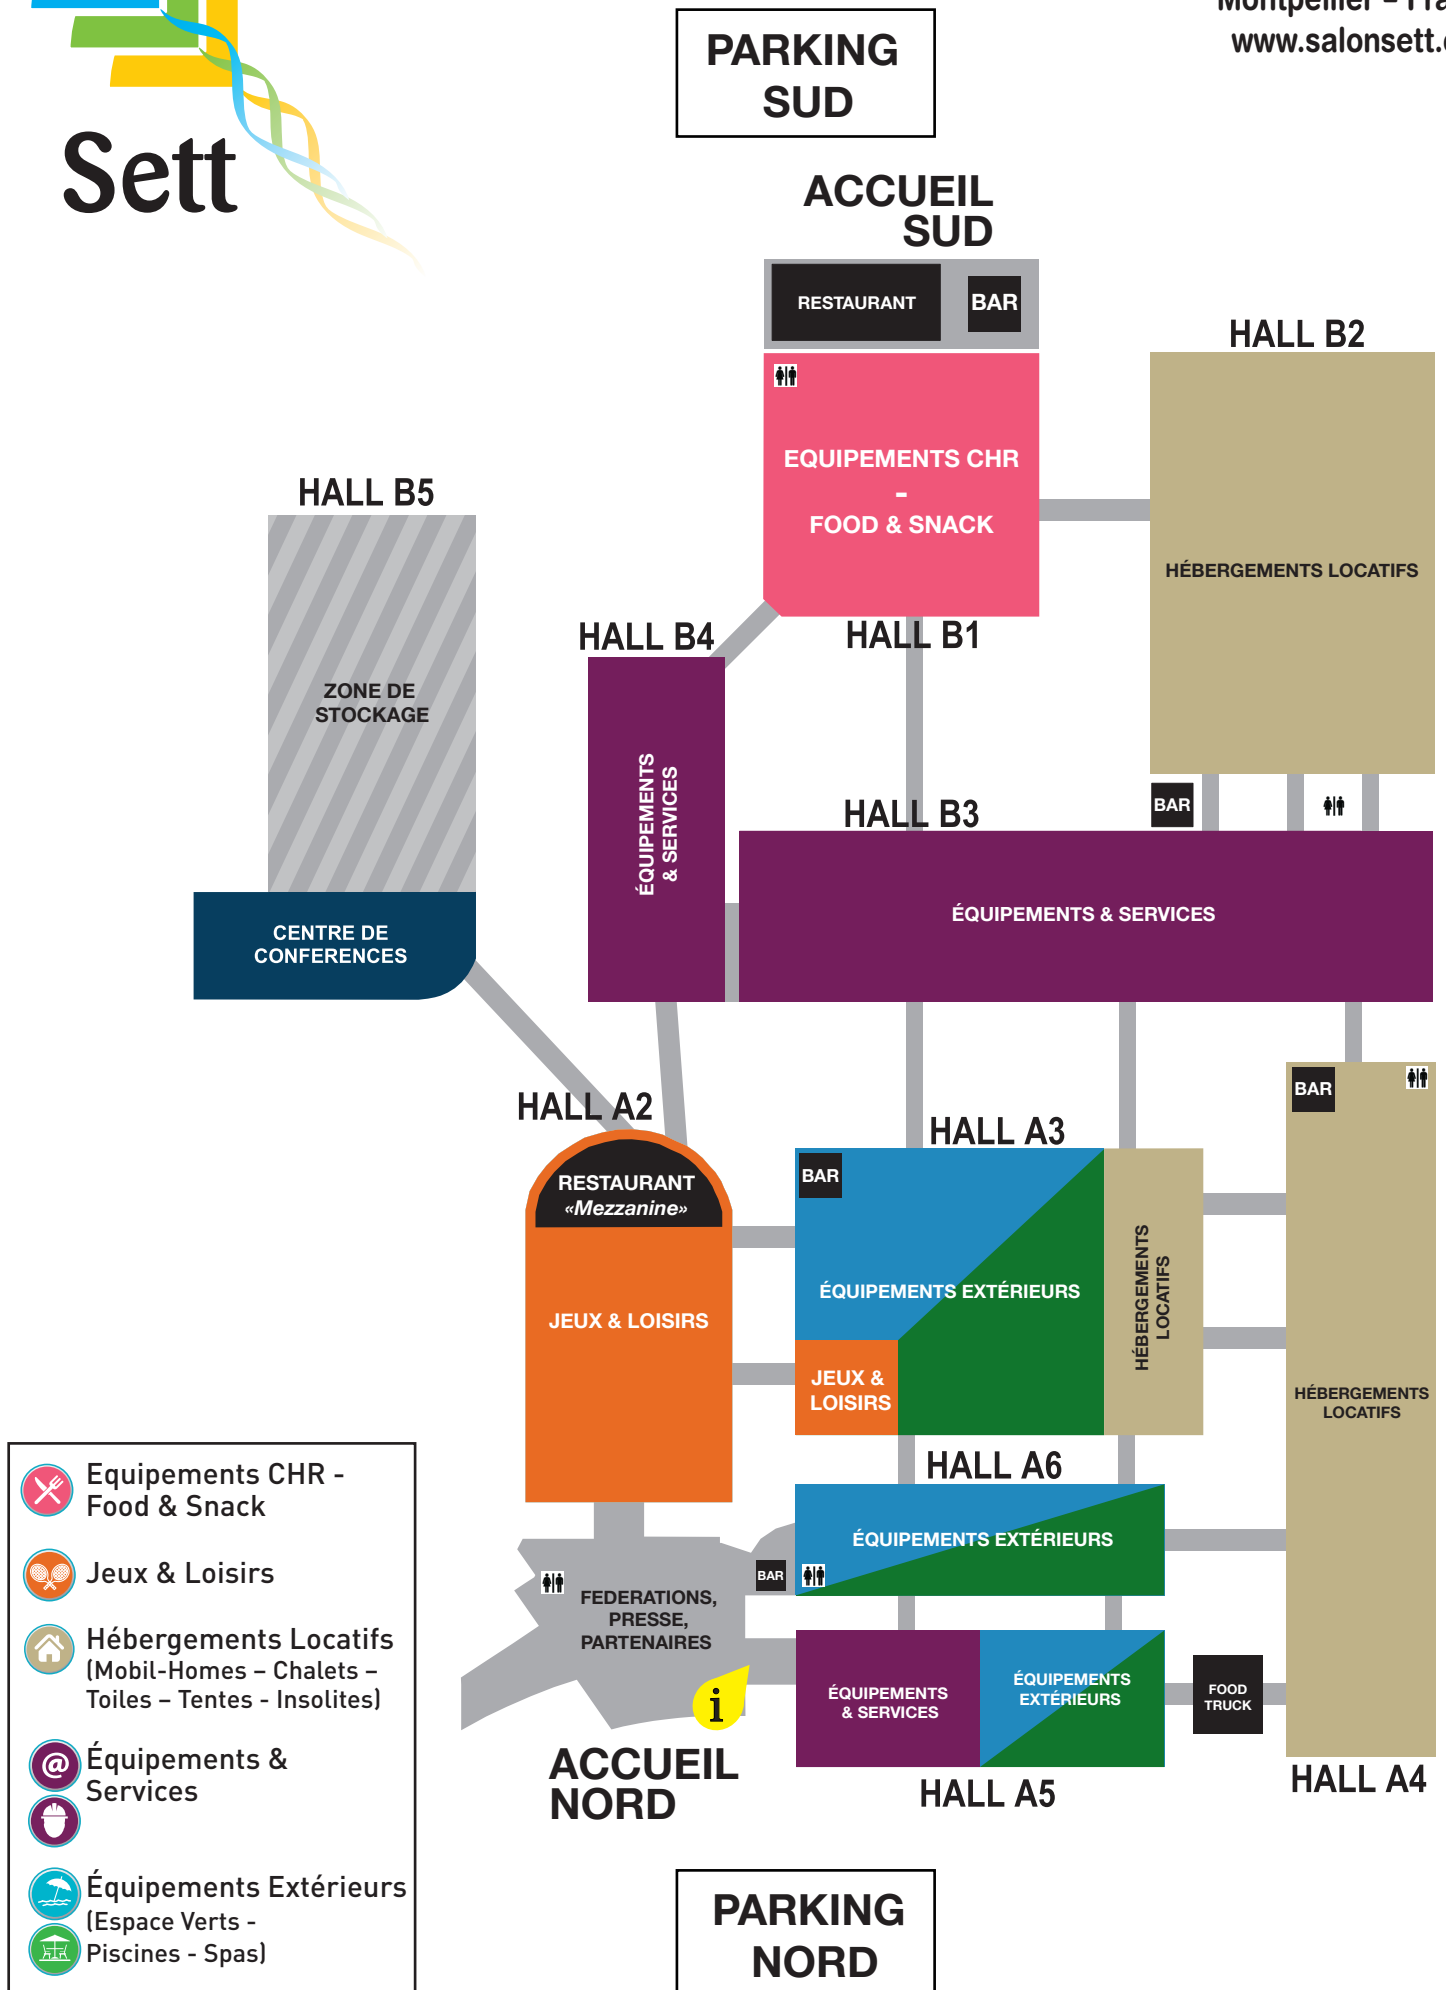 Sett
PARKING
SUD
Montpellier –
www.salonsett.
ACCUEIL
SUD
RESTAURANT
BAR
EQUIPEMENTS CHR
-
FOOD & SNACK
HALL B1
HALL B2
HÉBERGEMENTS LOCATIFS
BAR
HALL B5
ZONE DE
STOCKAGE
CENTRE DE
CONFERENCES
HALL B4
ÉQUIPEMENTS
& SERVICES
HALL B3
ÉQUIPEMENTS & SERVICES
HALL A2
RESTAURANT
«Mezzanine»
JEUX & LOISIRS
HALL A3
BAR
ÉQUIPEMENTS EXTÉRIEURS
JEUX &
LOISIRS
HÉBERGEMENTS
LOCATIFS
BAR
HÉBERGEMENTS
LOCATIFS
HALL A4
HALL A6
ÉQUIPEMENTS EXTÉRIEURS
BAR
FEDERATIONS,
PRESSE,
PARTENAIRES
i
ÉQUIPEMENTS
& SERVICES
ÉQUIPEMENTS
EXTÉRIEURS
FOOD
TRUCK
HALL A5
ACCUEIL
NORD
PARKING
NORD
Equipements CHR -
Food & Snack
Jeux & Loisirs
Hébergements Locatifs
(Mobil-Homes – Chalets –
Toiles – Tentes - Insolites)
@
Équipements &
Services
Équipements Extérieurs
(Espace Verts -
Piscines - Spas)